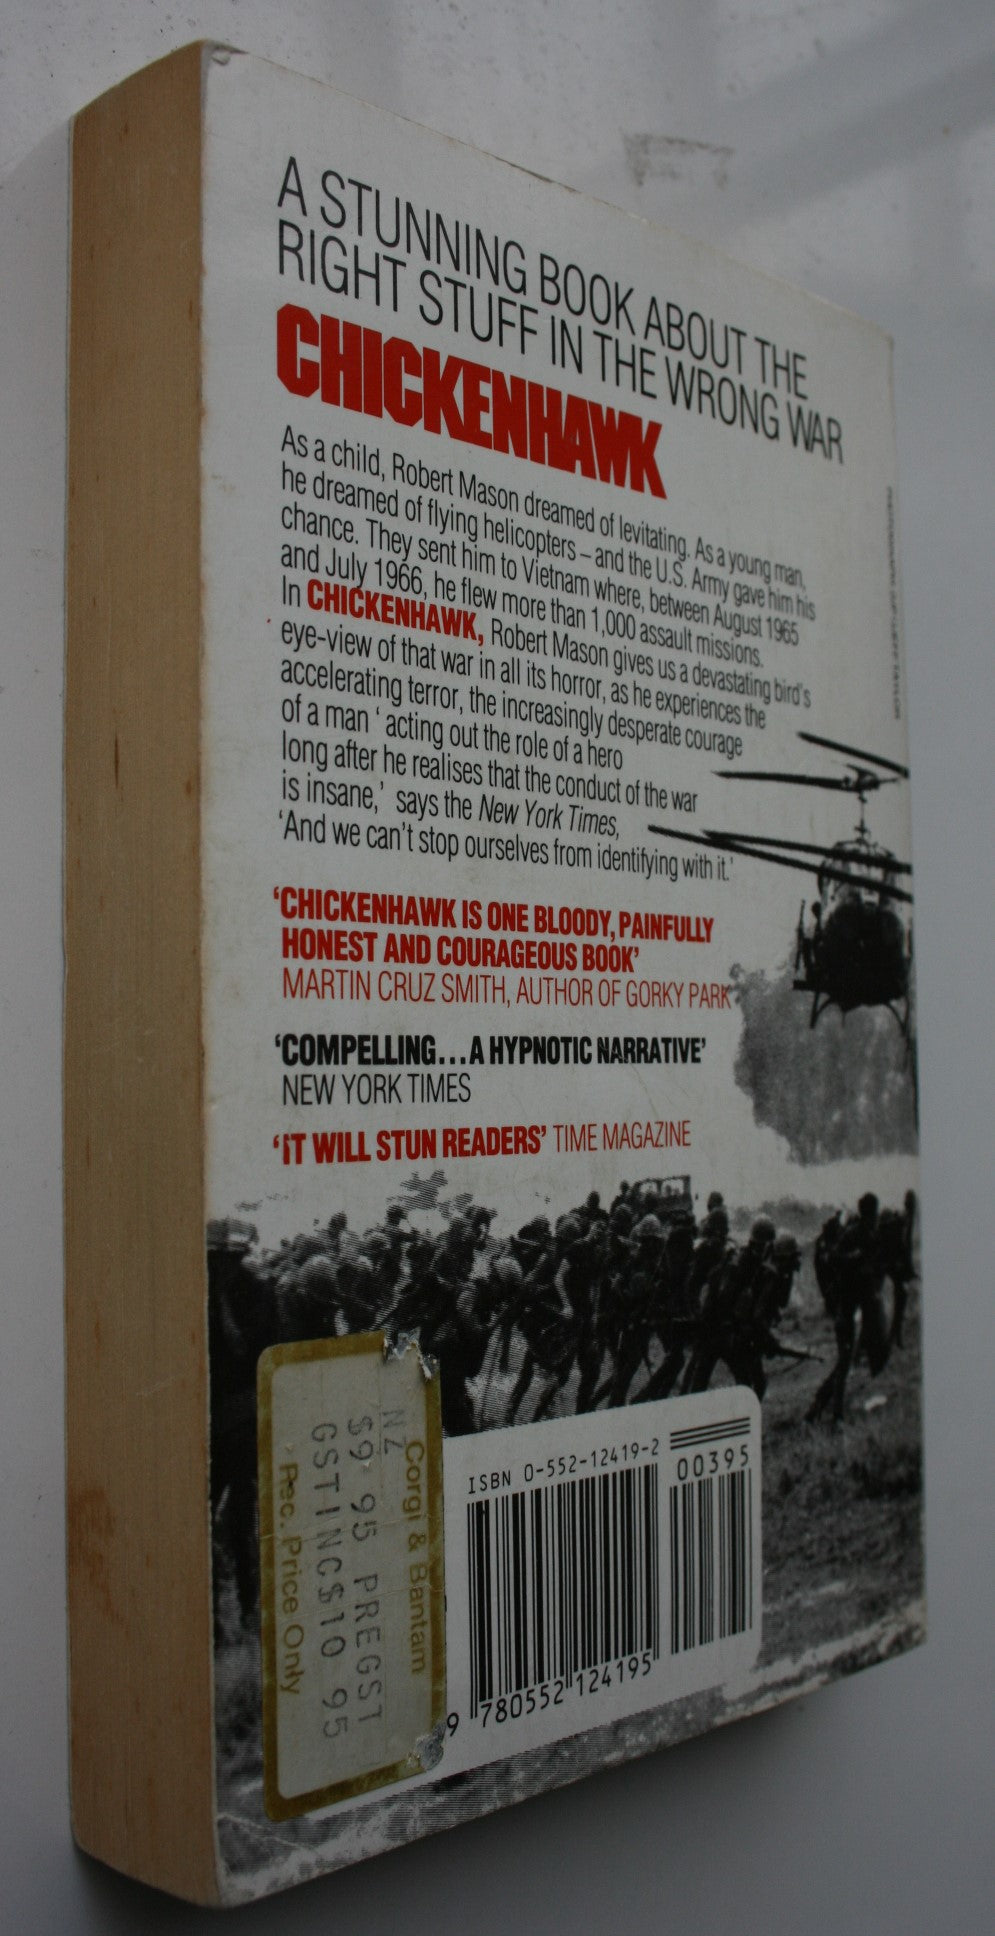 A STUNNING BOOK ABOUT THE
RIGHT STUFF IN THE WRONG WAR
CHICKENHAWK
As a child, Robert Mason dreamed of levitating. As a young man,
he dreamed of flying helicopters – and the U.S. Army gave him his
chance. They sent him to Vietnam where, between August 1965
and July 1966, he flew more than 1,000 assault missions.
In CHICKENHAWK, Robert Mason gives us a devastating bird's
eye-view of that war in all its horror, as he experiences the
accelerating terror, the increasingly desperate courage
of a man ' acting out the role of a hero
long after he realises that the conduct of the war
is insane,' says the New York Times,
'And we can't stop ourselves from identifying with it.'
'CHICKENHAWK IS ONE BLOODY, PAINFULLY
HONEST AND COURAGEOUS BOOK'
MARTIN CRUZ SMITH, AUTHOR OF GORKY PARK
'COMPELLING...A HYPNOTIC NARRATIVE'
NEW YORK TIMES
'IT WILL STUN READERS' TIME MAGAZINE
Corgi & Bantam
NZ
$9 95 PREGST
GSTINC$10 95
Rec. Price Only
ISBN 0-552-12419-2
00395
9 780552 124195